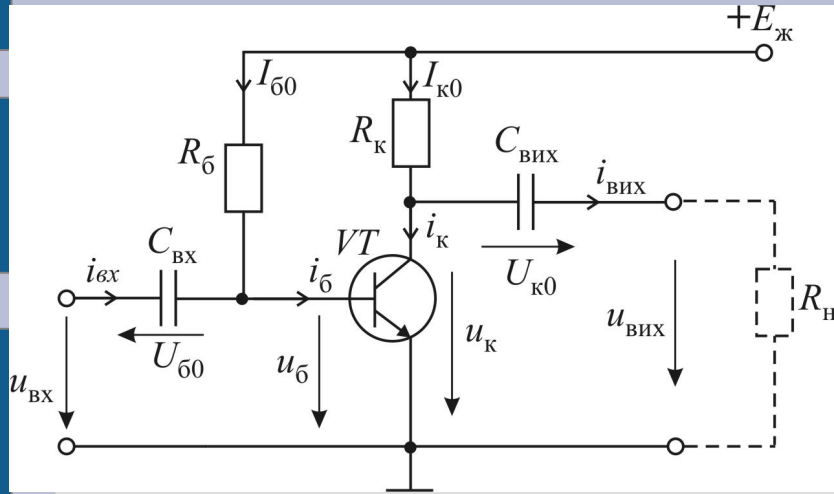 +Eж
Iб0
Iк0
Rб
Rк
Cвих
iвих
Cвх
VT
iк
iвх
iб
Uк0
Rн
Uб0
uб
uк
uвих
uвх